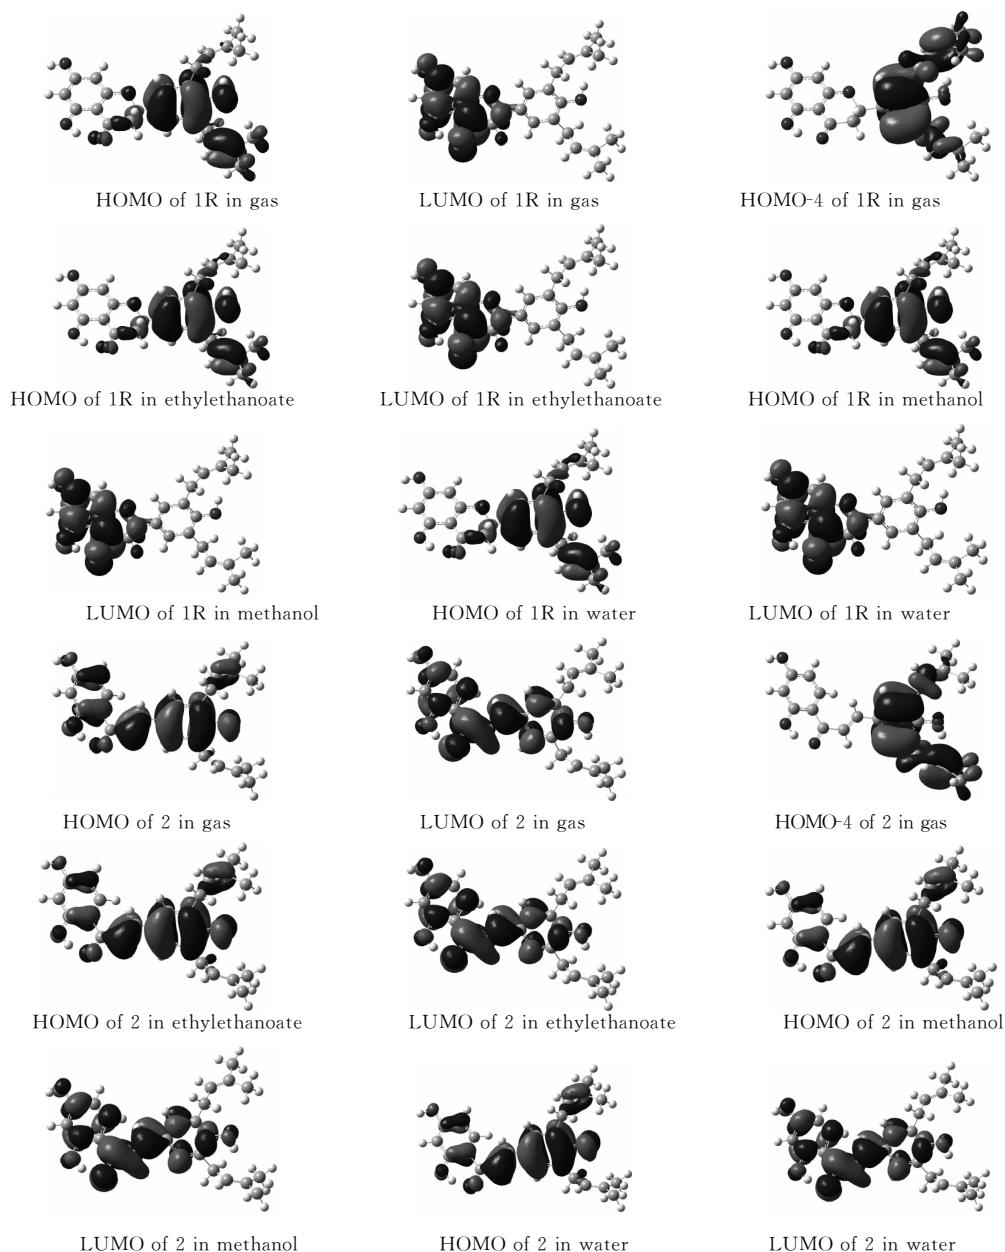 HOMO of 1R in gas
LUMO of 1R in gas
HOMO-4 of 1R in gas
HOMO of 1R in ethylethanoate
LUMO of 1R in ethylethanoate
HOMO of 1R in methanol
LUMO of 1R in methanol
HOMO of 1R in water
LUMO of 1R in water
HOMO of 2 in gas
LUMO of 2 in gas
HOMO-4 of 2 in gas
HOMO of 2 in ethylethanoate
LUMO of 2 in ethylethanoate
HOMO of 2 in methanol
LUMO of 2 in methanol
HOMO of 2 in water
LUMO of 2 in water